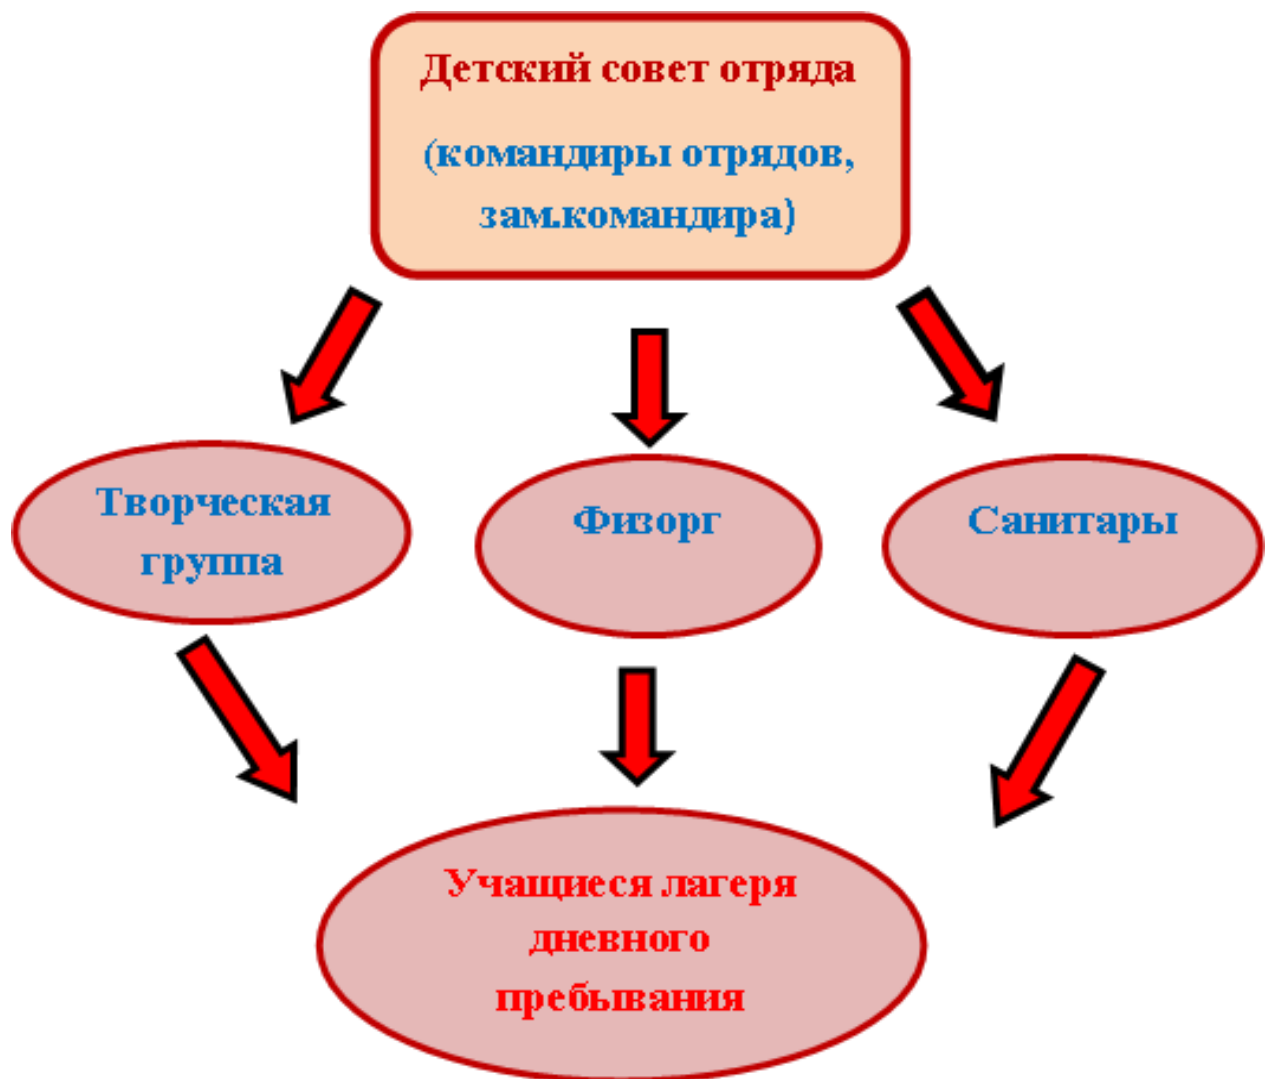 Детский совет отряда
(командиры отрядов,
зам.командира)
Творческая
группа
Физорг
Санитары
Учащиеся лагеря
дневного
пребывания